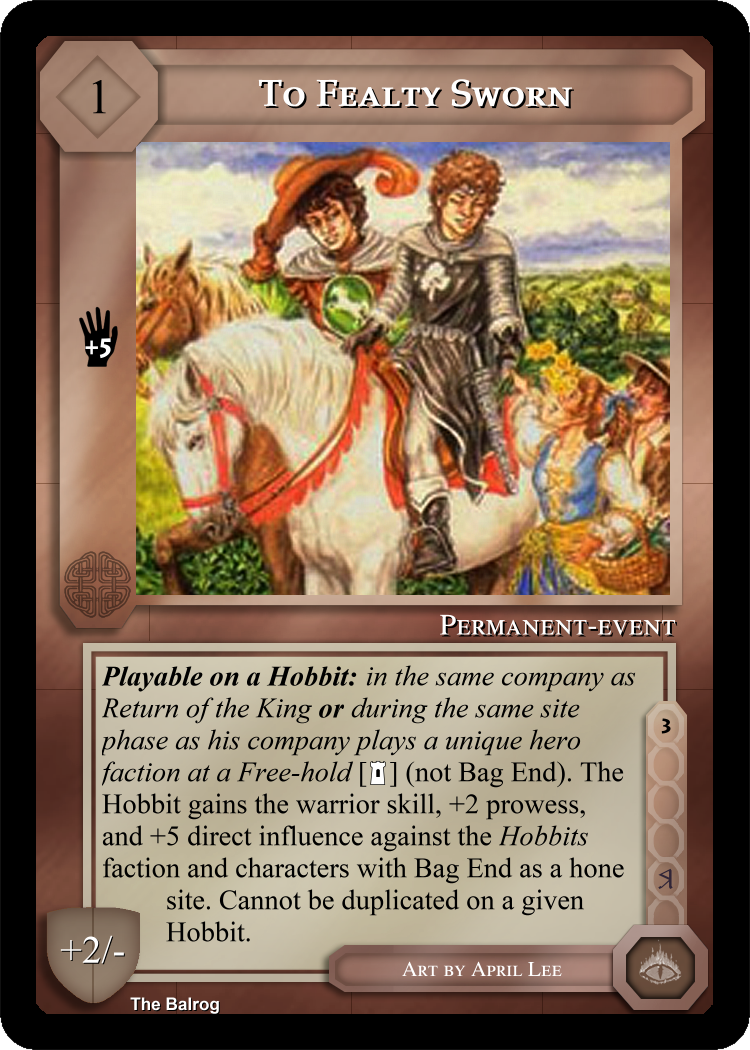 1
To Fealty Sworn
+5
Permanent-event
Playable on a Hobbit: in the same company as
Return of the King or during the same site
phase as his company plays a unique hero
faction at a Free-hold [ ] (not Bag End). The
Hobbit gains the warrior skill, +2 prowess,
and +5 direct influence against the Hobbits
faction and characters with Bag End as a hone
site. Cannot be duplicated on a given
Hobbit.
3
+2/-
Art by April Lee
The Balrog